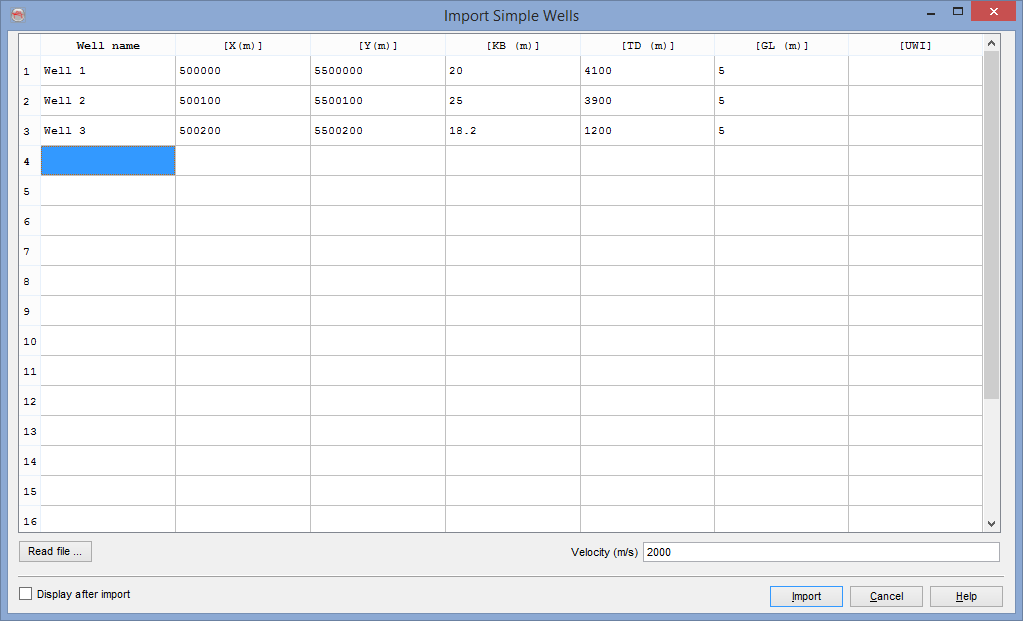 Import Simple Wells
Well name [X(m)] [Y(m)] [KB (m)] [TD (m)] [GL (m)] [UWI]
1 Well 1 500000 5500000 20 4100 5
2 Well 2 500100 5500100 25 3900 5
3 Well 3 500200 5500200 18.2 1200 5
4
5
6
7
8
9
10
11
12
13
14
15
16
Read file ... Velocity (m/s) 2000
Display after import Import Cancel Help